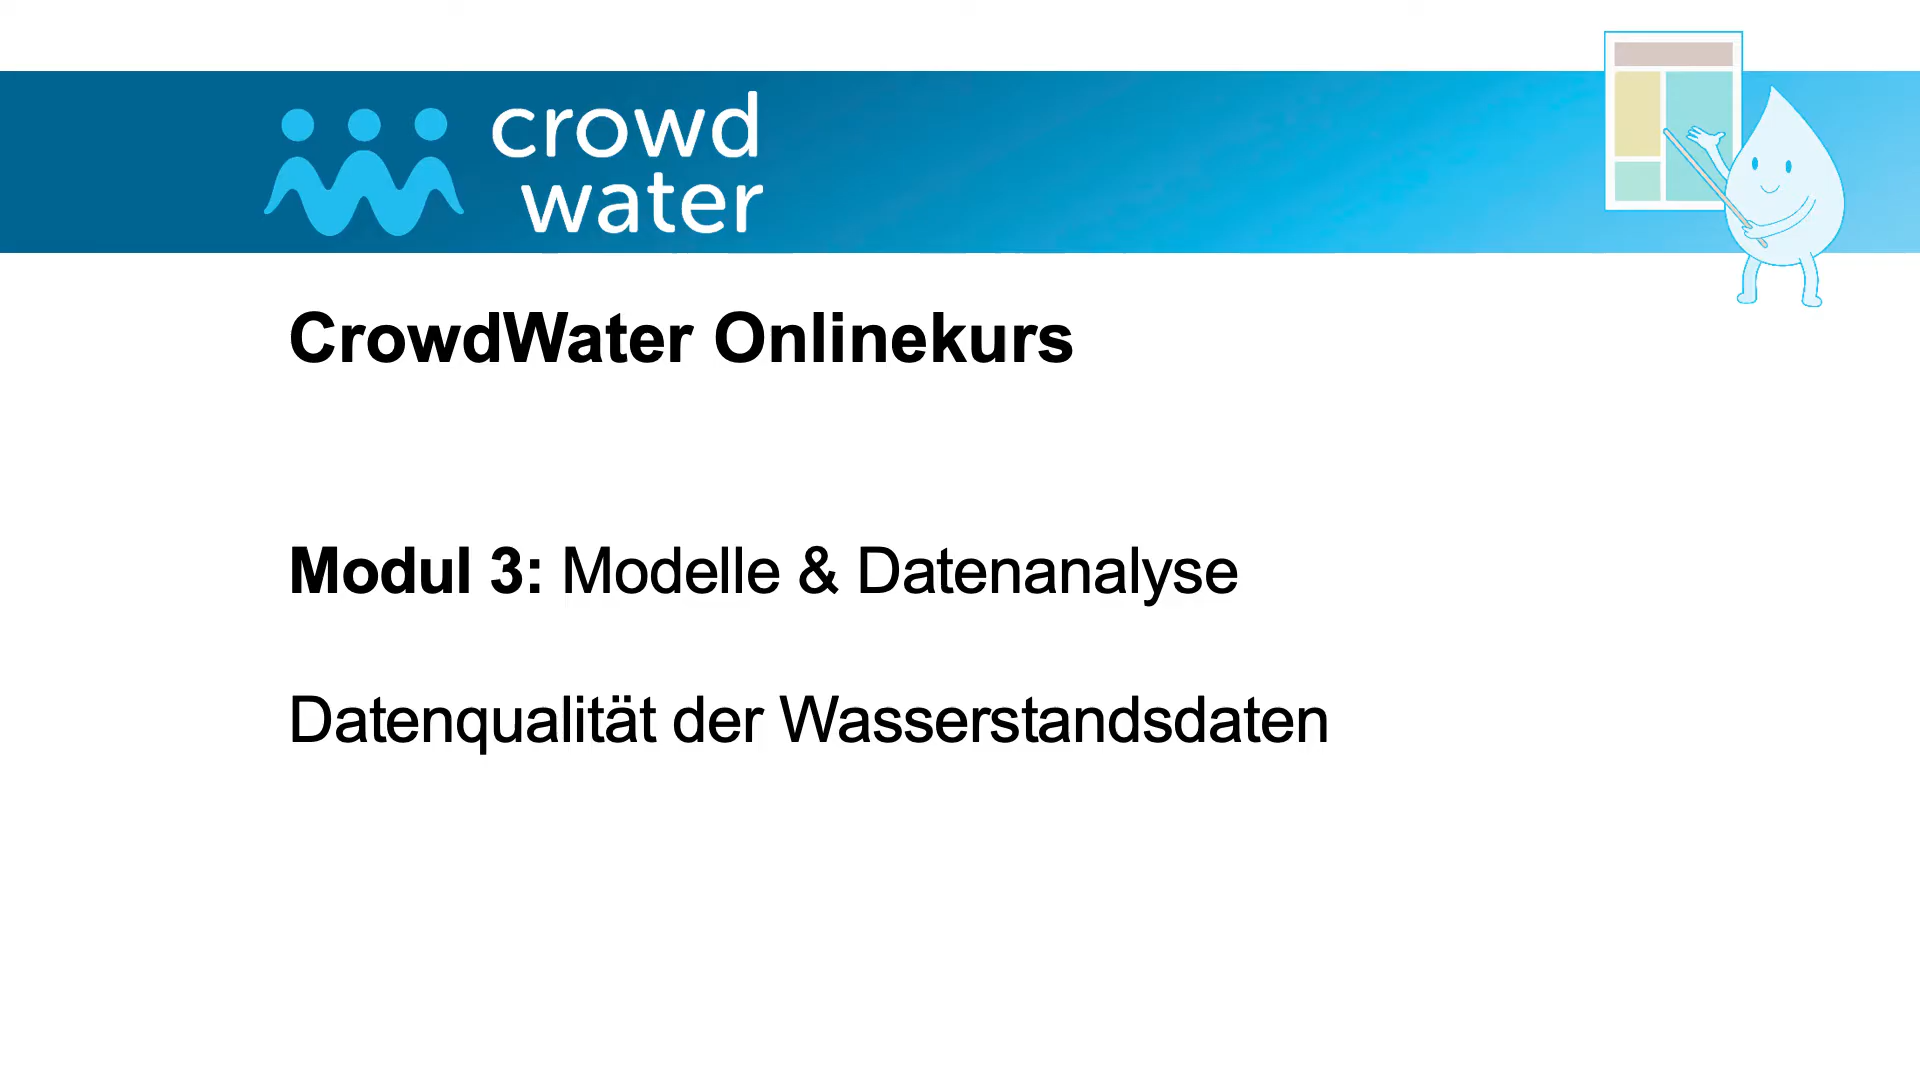 crowd
water
CrowdWater Onlinekurs
Modul 3: Modelle & Datenanalyse
Datenqualität der Wasserstandsdaten